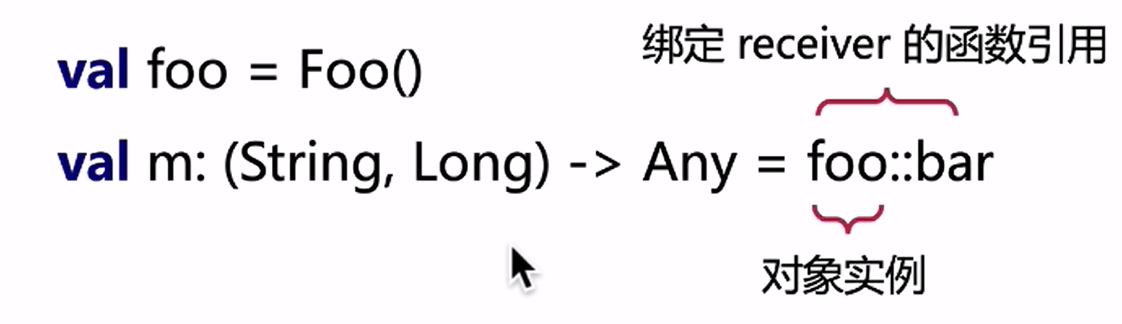 绑定 receiver 的函数引用
val foo = Foo()
val m: (String, Long) -> Any = foo::bar
对象实例